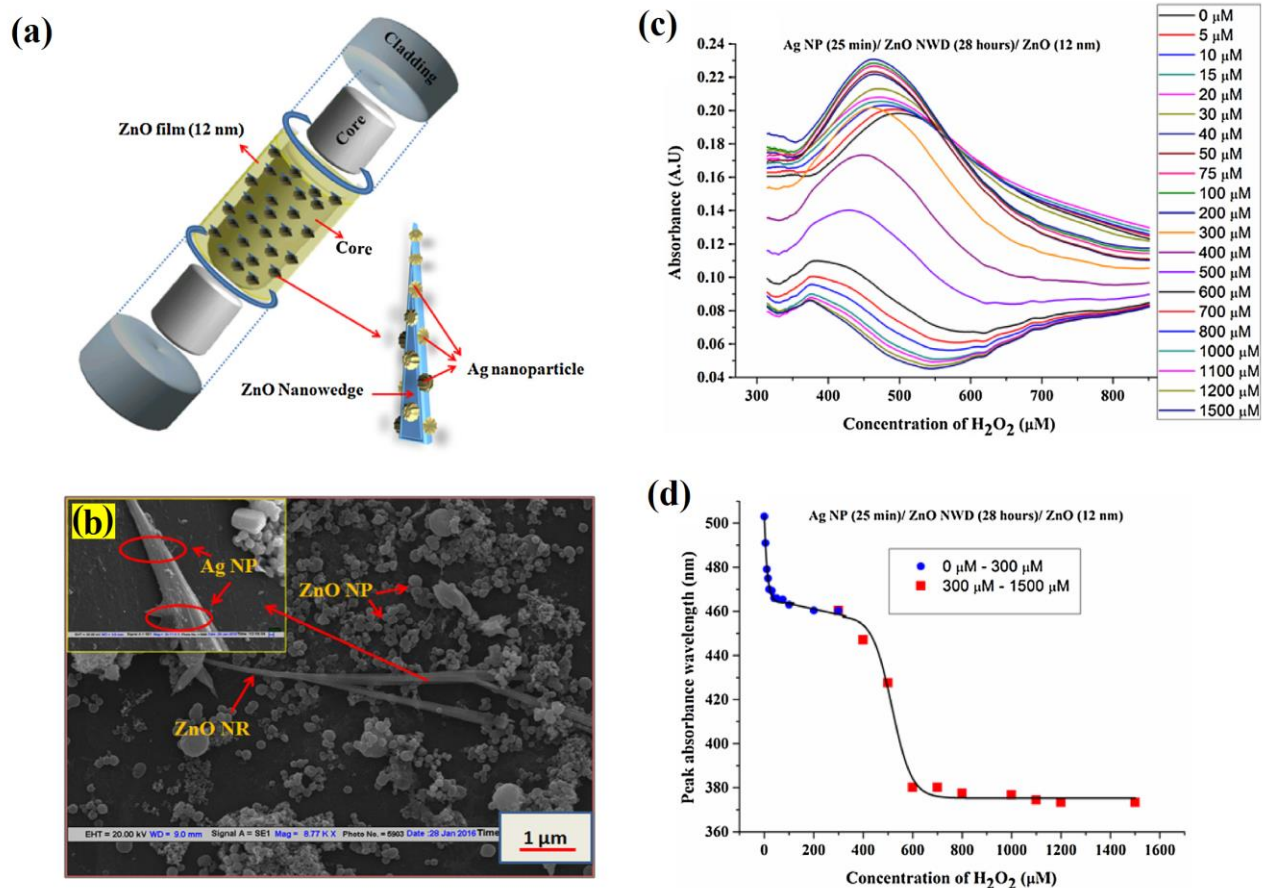 (a)
Cladding
Core
ZnO film (12 nm)
Core
ZnO Nanowedge
Ag nanoparticle
(b)
Ag NP
ZnO NP
ZnO NR
EHT = 20.00 kV WD = 9.0 mm Signal A = SE1 Mag = 8.77 K X Photo No. = 5903 Date :28 Jan 2016 Time
1 μm
(c)
Ag NP (25 min)/ ZnO NWD (28 hours)/ ZnO (12 nm)
Absorbance (A.U)
0.24
0.22
0.20
0.18
0.16
0.14
0.12
0.10
0.08
0.06
0.04
300 400 500 600 700 800
Concentration of H₂O₂ (μM)
0 μM
5 μM
10 μM
15 μM
20 μM
30 μM
40 μM
50 μM
75 μM
100 μM
200 μM
300 μM
400 μM
500 μM
600 μM
700 μM
800 μM
1000 μM
1100 μM
1200 μM
1500 μM
(d)
Ag NP (25 min)/ ZnO NWD (28 hours)/ ZnO (12 nm)
0 μM - 300 μM
300 μM - 1500 μM
Peak absorbance wavelength (nm)
500
480
460
440
420
400
380
360
0 200 400 600 800 1000 1200 1400 1600
Concentration of H₂O₂ (μM)